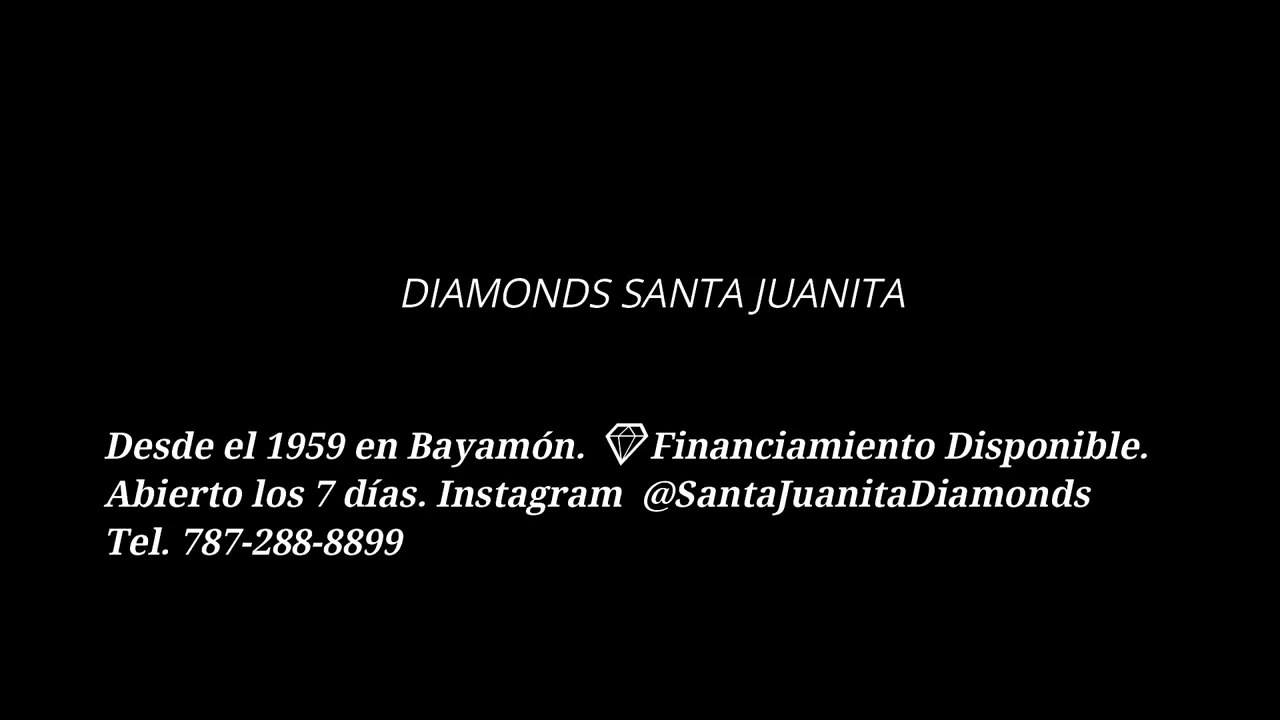 DIAMONDS SANTA JUANITA
Desde el 1959 en Bayamón. Financiamiento Disponible.
Abierto los 7 días. Instagram @SantaJuanitaDiamonds
Tel. 787-288-8899